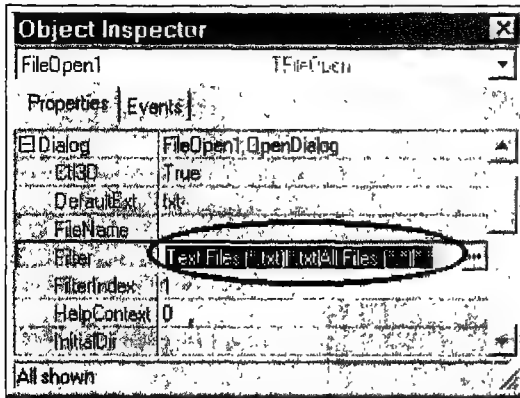 Object Inspector
FileOpen1 TFileOpen
Properties Events
Dialog FileOpen1.OpenDialog
Ctl3D True
DefaultExt txt
FileName
Filter Text Files (*.txt)|*.txt|All Files (*.*)|*.*
FilterIndex 1
HelpContext 0
InitialDir
All shown